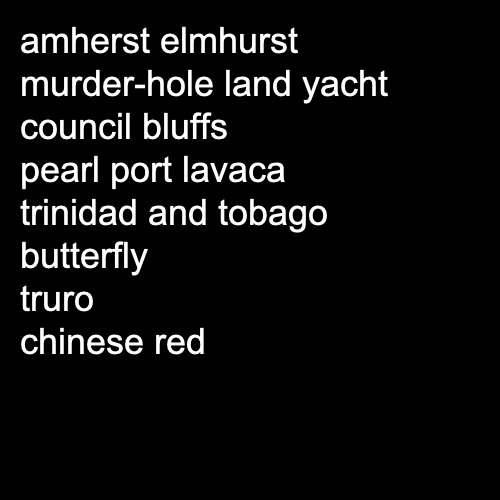 amherst elmhurst
murder-hole land yacht
council bluffs
pearl port lavaca
trinidad and tobago
butterfly
truro
chinese red